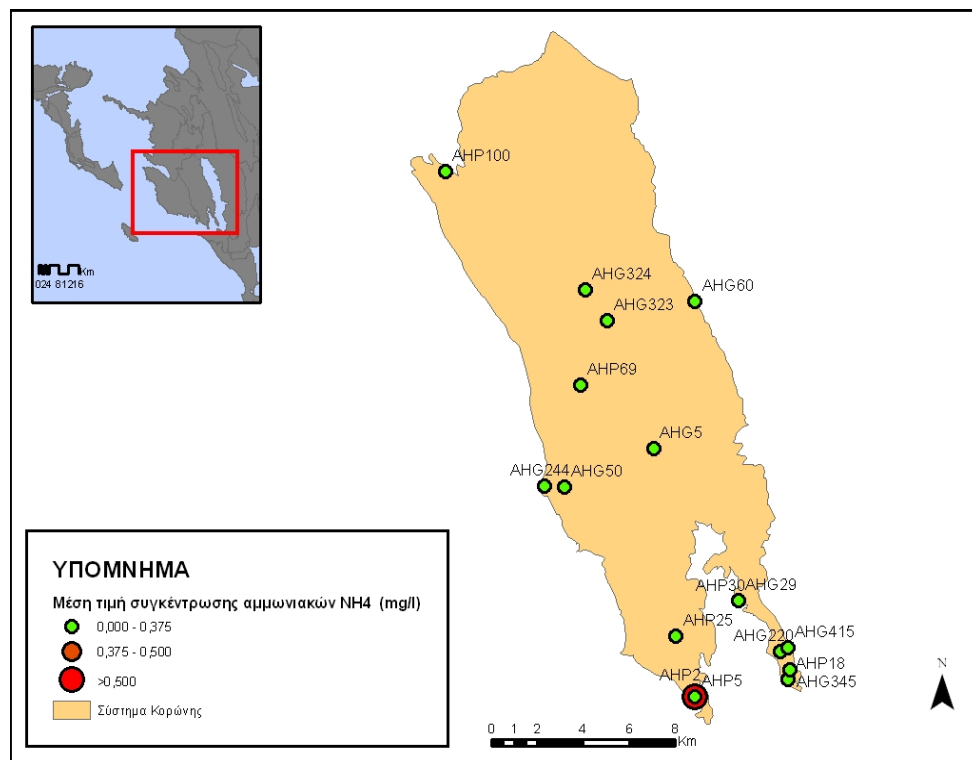 Km
024 81216
AHP100
AHG324
AHG60
AHG323
AHP69
AHG5
AHG244
AHG50
AHP30
AHG29
AHP25
AHG220
AHG415
AHP18
AHG345
AHP2
AHP5
ΥΠΟΜΝΗΜΑ
Μέση τιμή συγκέντρωσης αμμωνιακών NH4 (mg/l)
0,000 - 0,375
0,375 - 0,500
>0,500
Σύστημα Κορώνης
N
0 2 4 6 8
Km